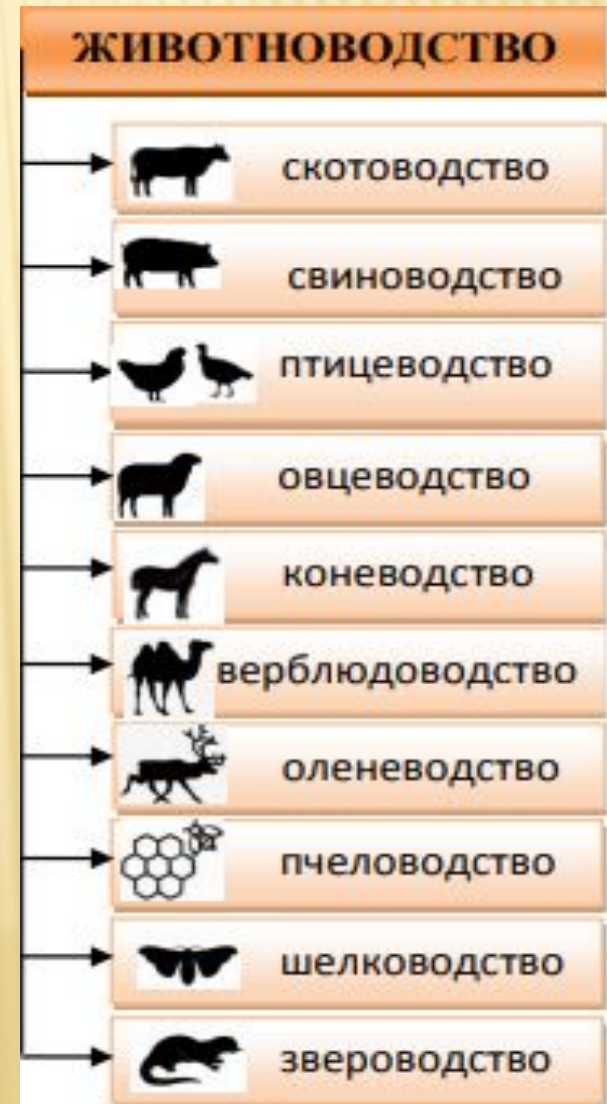 ЖИВОТНОВОДСТВО
скотоводство
свиноводство
птицеводство
овцеводство
коневодство
верблюдоводство
оленеводство
пчеловодство
шелководство
звероводство